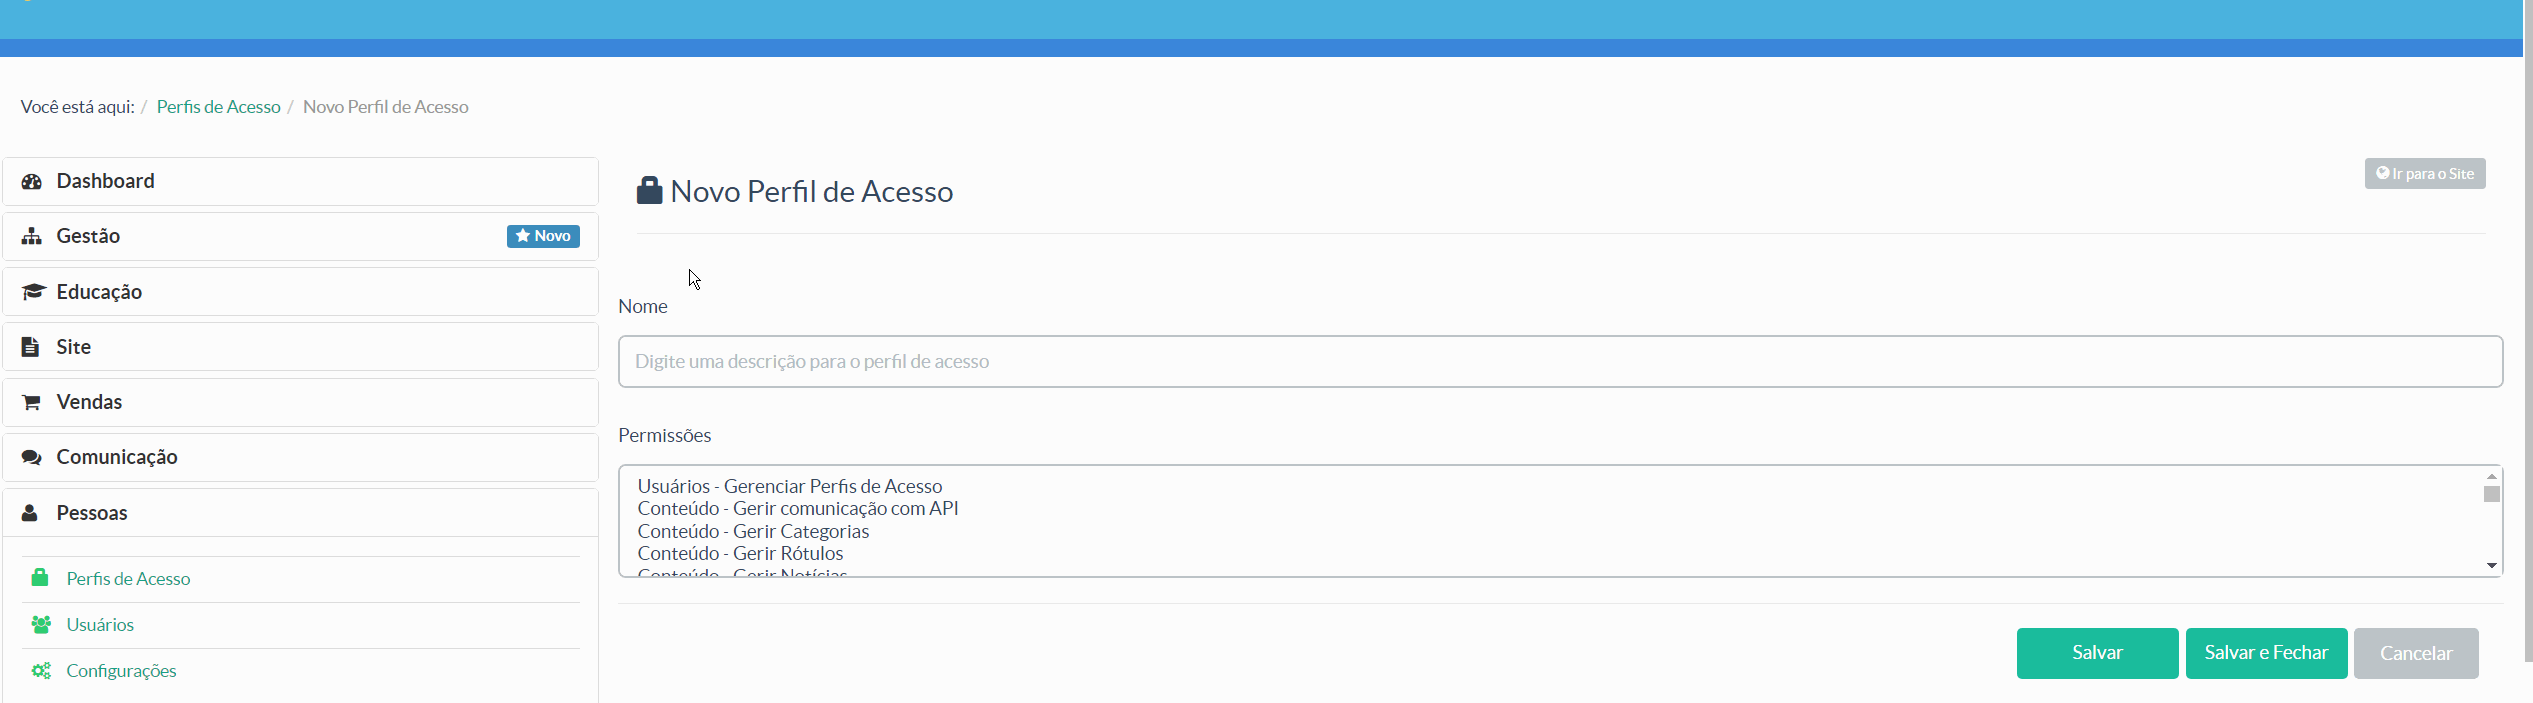 Você está aqui: / Perfis de Acesso / Novo Perfil de Acesso
Dashboard
Gestão
Novo
Educação
Site
Vendas
Comunicação
Pessoas
Perfis de Acesso
Usuários
Configurações
Novo Perfil de Acesso
Ir para o Site
Nome
Digite uma descrição para o perfil de acesso
Permissões
Usuários - Gerenciar Perfis de Acesso
Conteúdo - Gerir comunicação com API
Conteúdo - Gerir Categorias
Conteúdo - Gerir Rótulos
Conteúdo - Gerir Notícias
Salvar
Salvar e Fechar
Cancelar